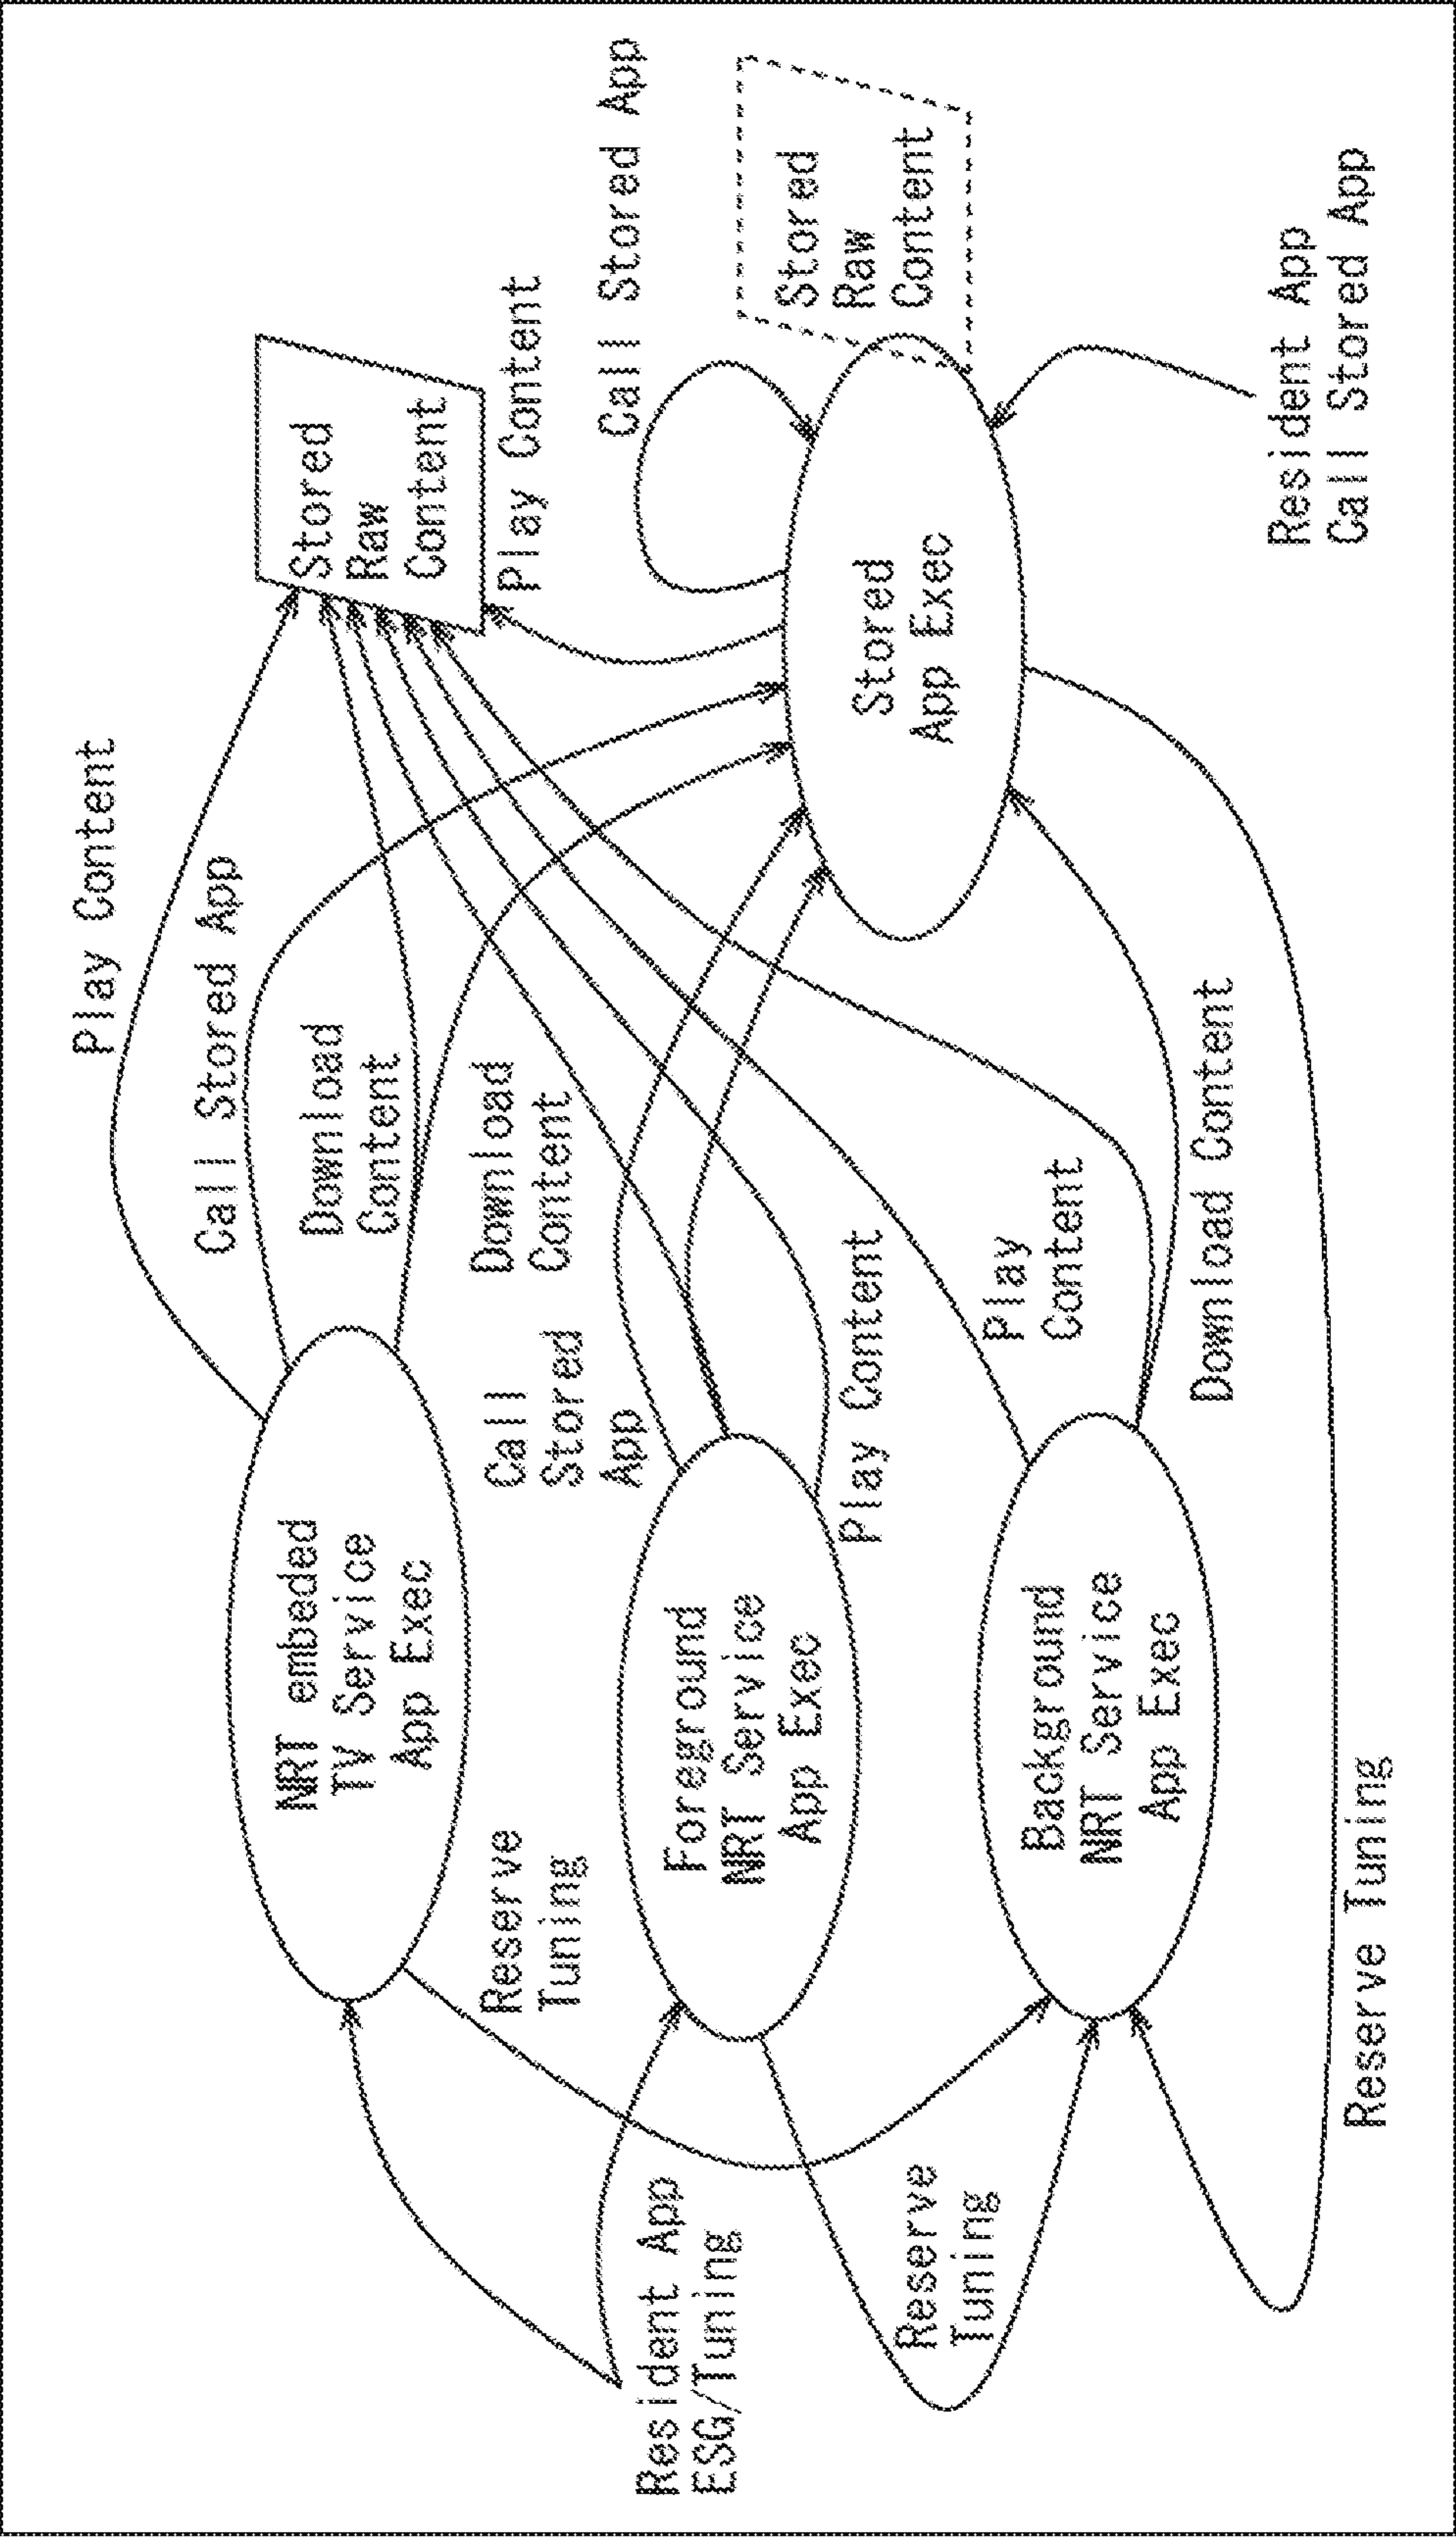 Play Content
Call Stored App
Download
Content
Stored
Raw
Content
Play Content
NRT embeded
TV Service
App Exec
Reserve
Tuning
Download
Content
Call
Stored
App
Call Stored App
Resident App
ESG/Tuning
Foreground
NRT Service
App Exec
Play Content
Stored
App Exec
Stored
Raw
Content
Reserve
Tuning
Background
NRT Service
App Exec
Play
Content
Download Content
Resident App
Call Stored App
Reserve Tuning